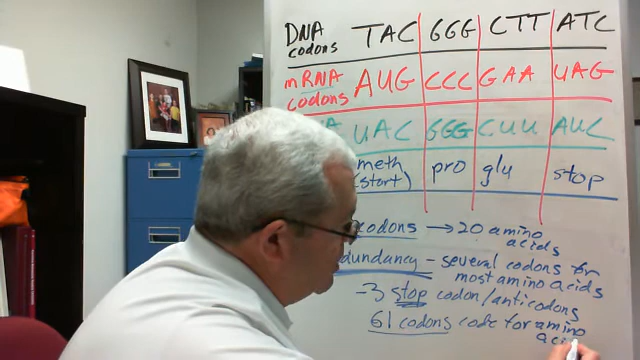 DNA codons TAC GGG CTT ATC
mRNA codons AUG CCC GAA UAG
UAC GGG CUU AUC
meth (start) pro glu stop
codons → 20 amino acids
dundancy - several codons for most amino acids
-3 stop codon/anticodons
61 codons code for amino